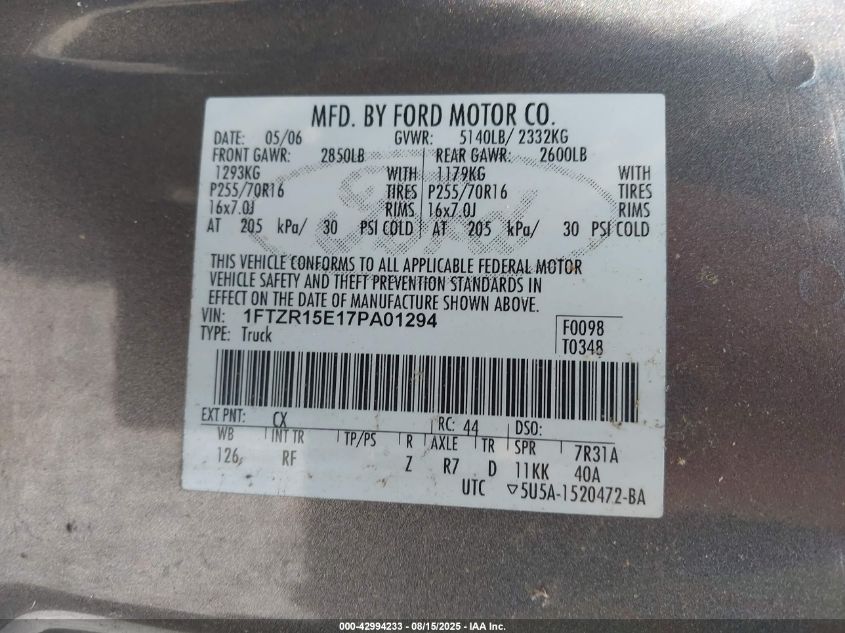 MFD. BY FORD MOTOR CO.
DATE: 05/06 GVWR: 5140LB/ 2332KG
FRONT GAWR: 2850LB REAR GAWR: 2600LB
1293KG WITH 1179KG WITH
P255/70R16 TIRES P255/70R16 TIRES
16x7.0J RIMS 16x7.0J RIMS
AT 205 kPa/ 30 PSI COLD AT 205 kPa/ 30 PSI COLD
Ford
THIS VEHICLE CONFORMS TO ALL APPLICABLE FEDERAL MOTOR
VEHICLE SAFETY AND THEFT PREVENTION STANDARDS IN
EFFECT ON THE DATE OF MANUFACTURE SHOWN ABOVE.
VIN: 1FTZR15E17PA01294 F0098
TYPE: Truck T0348
EXT PNT: CX RC: 44 DSO:
WB INT TR TP/PS R AXLE TR SPR 7R31A
126 RF Z R7 D 11KK 40A
UTC ▽5U5A-1520472-BA
000-42994233 - 08/15/2025 - IAA Inc.